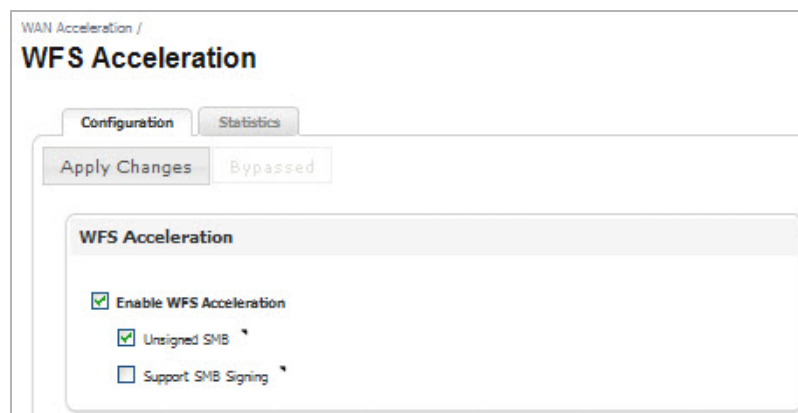 WAN Acceleration /
WFS Acceleration
Configuration Statistics
Apply Changes Bypassed
WFS Acceleration
Enable WFS Acceleration
Unsigned SMB
Support SMB Signing